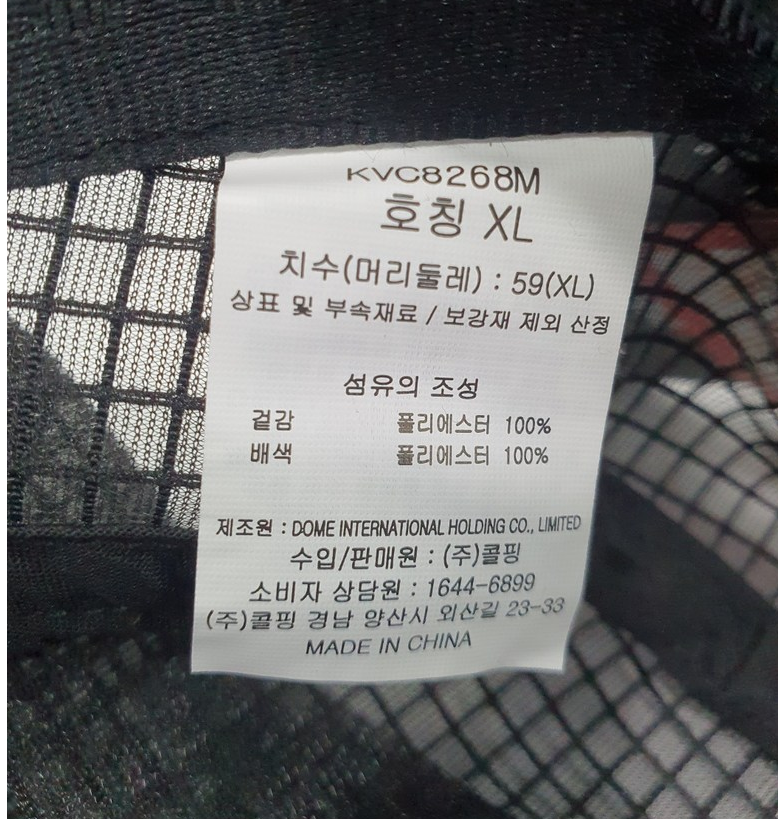 KVC8268M
호칭 XL
치수(머리둘레) : 59(XL)
상표 및 부속재료 / 보강재 제외 산정
섬유의 조성
겉감 폴리에스터 100%
배색 폴리에스터 100%
제조원 : DOME INTERNATIONAL HOLDING CO., LIMITED
수입/판매원 : (주)콜핑
소비자 상담원 : 1644-6899
(주)콜핑 경남 양산시 외산길 23-33
MADE IN CHINA